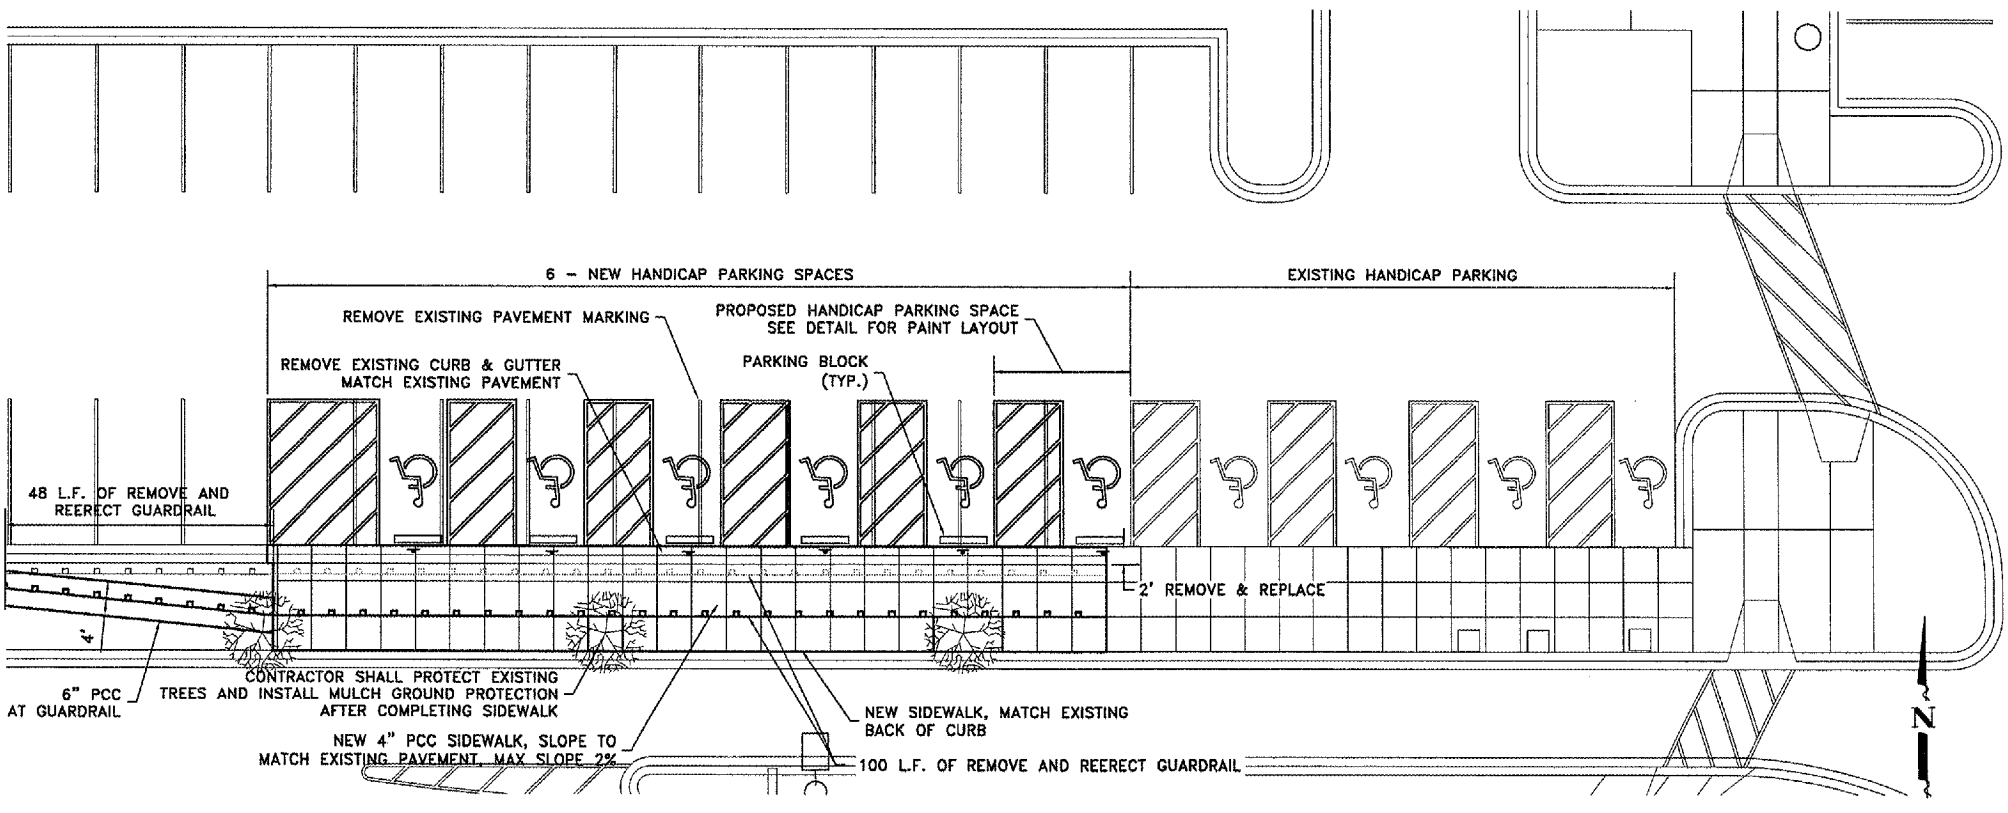 6 - NEW HANDICAP PARKING SPACES
EXISTING HANDICAP PARKING
REMOVE EXISTING PAVEMENT MARKING
PROPOSED HANDICAP PARKING SPACE
SEE DETAIL FOR PAINT LAYOUT
REMOVE EXISTING CURB & GUTTER
MATCH EXISTING PAVEMENT
PARKING BLOCK
(TYP.)
48 L.F. OF REMOVE AND
REERECT GUARDRAIL
2' REMOVE & REPLACE
4'
6" PCC
AT GUARDRAIL
CONTRACTOR SHALL PROTECT EXISTING
TREES AND INSTALL MULCH GROUND PROTECTION
AFTER COMPLETING SIDEWALK
NEW SIDEWALK, MATCH EXISTING
BACK OF CURB
NEW 4" PCC SIDEWALK, SLOPE TO
MATCH EXISTING PAVEMENT, MAX SLOPE 2%
100 L.F. OF REMOVE AND REERECT GUARDRAIL
N